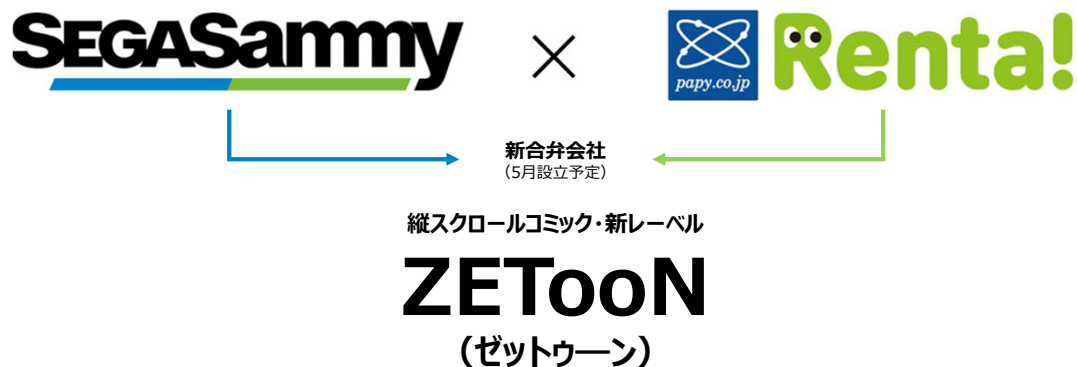 SEGASammy × papy.co.jp Renta!
新合弁会社
（5月設立予定）
縦スクロールコミック・新レーベル
ZETooN
（ゼットゥーン）